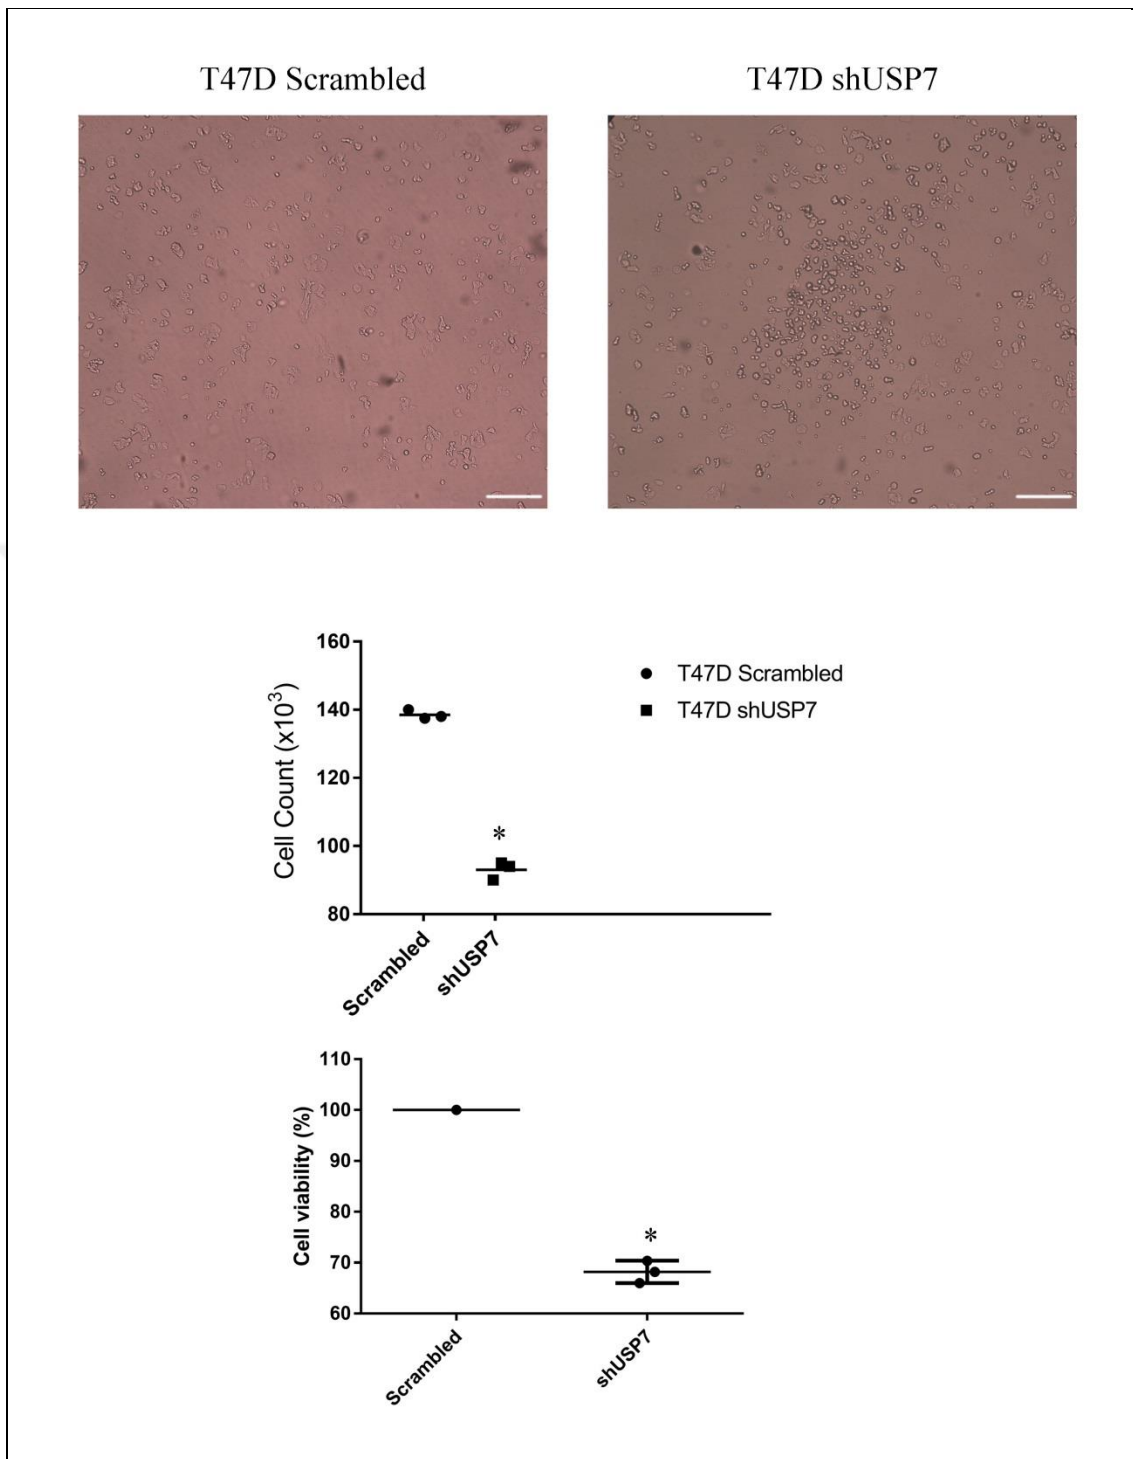 T47D Scrambled
T47D shUSP7
160
140
120
100
80
Cell Count (x10³)
*
Scrambled
shUSP7
T47D Scrambled
T47D shUSP7
110
100
90
80
70
60
Cell viability (%)
*
Scrambled
shUSP7